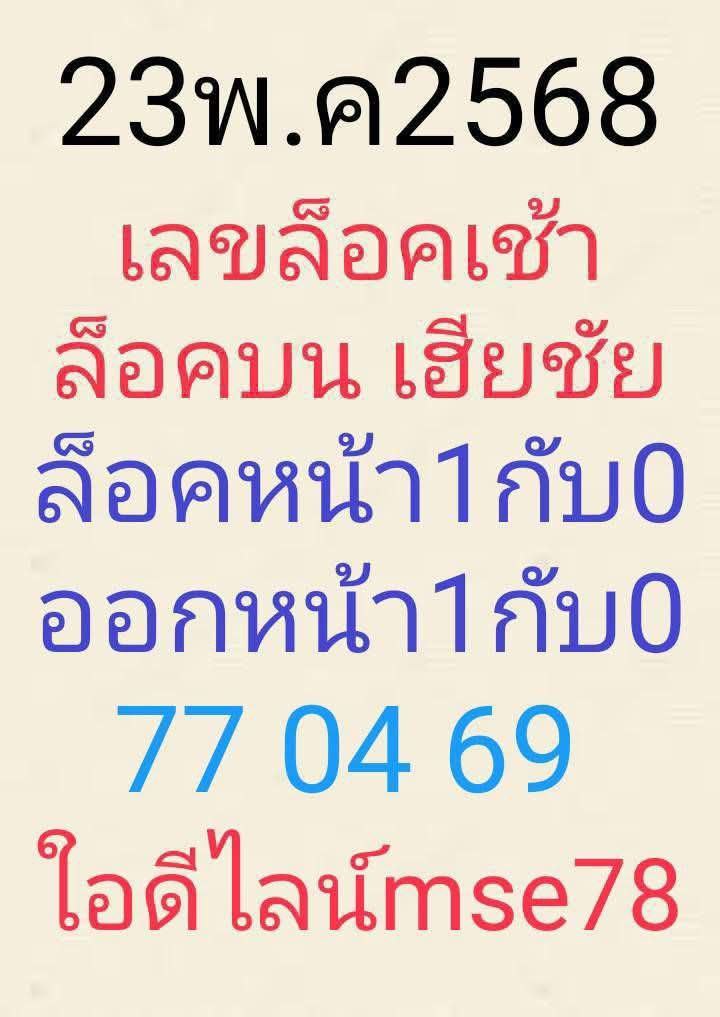 23พ.ค2568
เลขล็อคเช้า
ล็อคบน เฮียชัย
ล็อคหน้า1กับ0
ออกหน้า1กับ0
77 04 69
ใอดีไลน์mse78